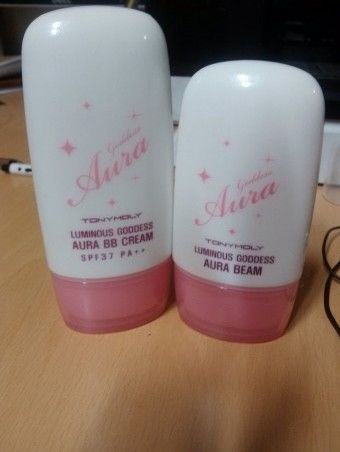 Goddess
Aura
TONYMOLY
LUMINOUS GODDESS
AURA BB CREAM
SPF37 PA++
Goddess
Aura
TONYMOLY
LUMINOUS GODDESS
AURA BEAM